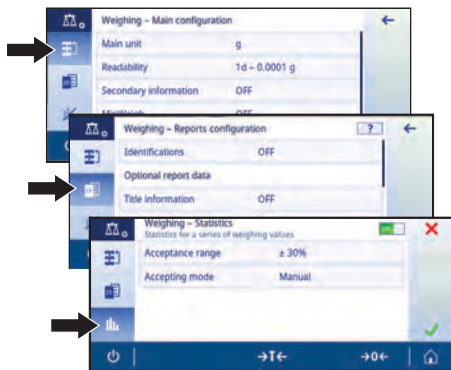 Weighing – Main configuration
Main unit g
Readability 1d – 0.0001 g
Secondary information OFF
MinWeigh OFF
Weighing – Reports configuration ?
Identifications OFF
Optional report data
Title information OFF
Weighing – Statistics
Statistics for a series of weighing values
Acceptance range ± 30%
Accepting mode Manual
→T← →0←